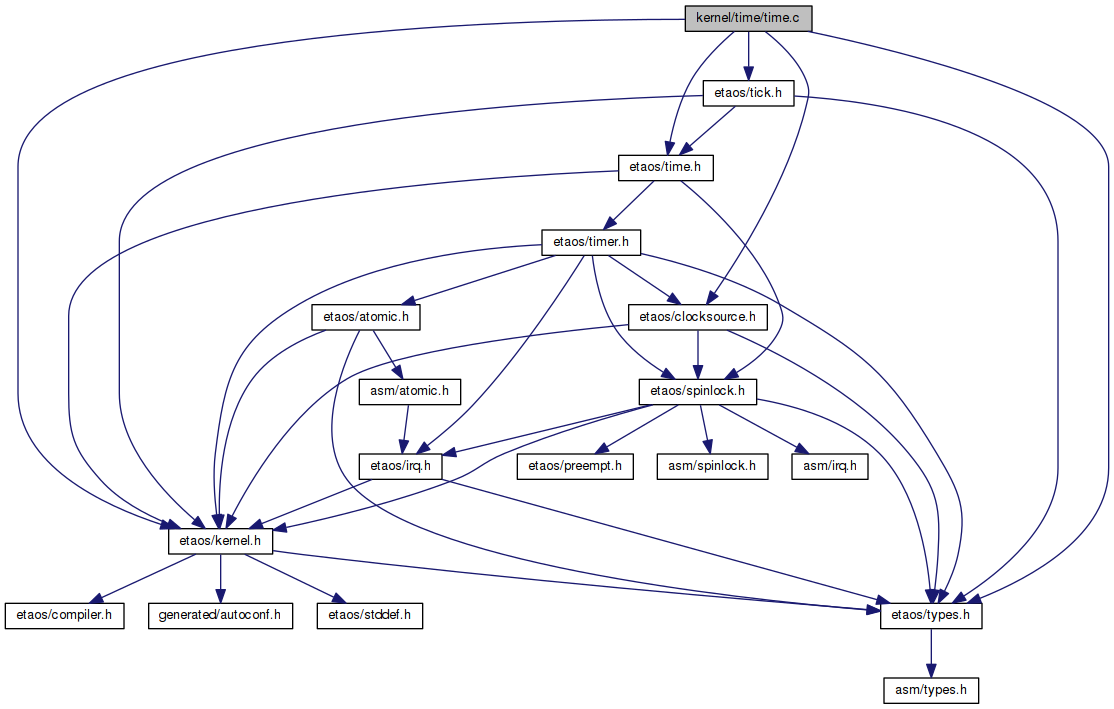 kernel/time/time.c
etaos/tick.h
etaos/time.h
etaos/timer.h
etaos/atomic.h
etaos/clocksource.h
asm/atomic.h
etaos/spinlock.h
etaos/irq.h
etaos/preempt.h
asm/spinlock.h
asm/irq.h
etaos/kernel.h
etaos/compiler.h
generated/autoconf.h
etaos/stddef.h
etaos/types.h
asm/types.h